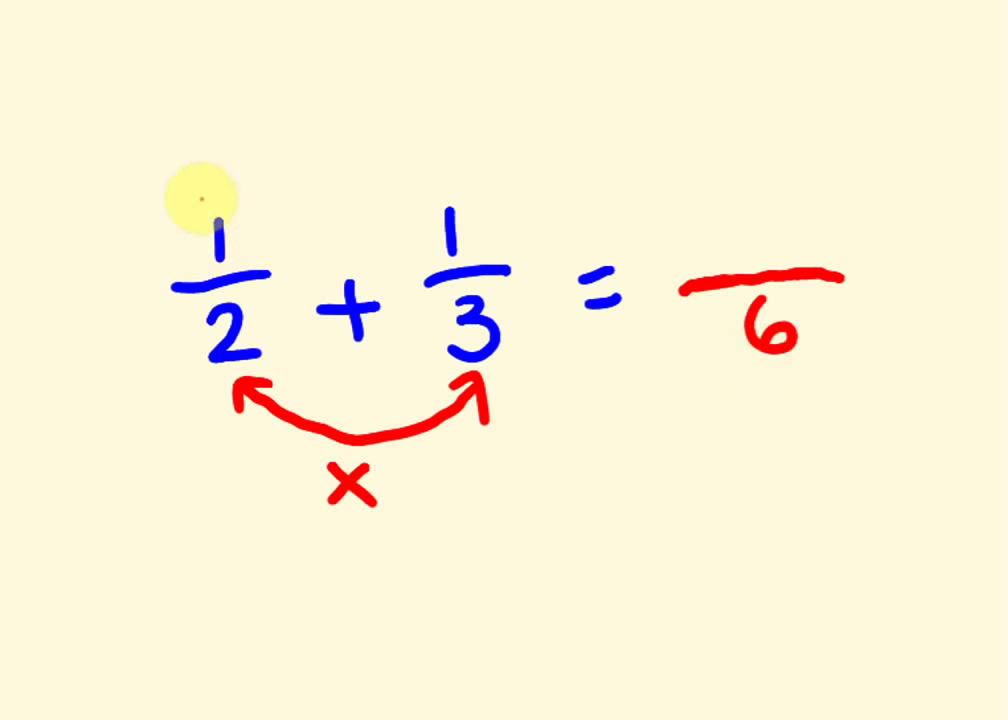 1/2 + 1/3 = /6
x